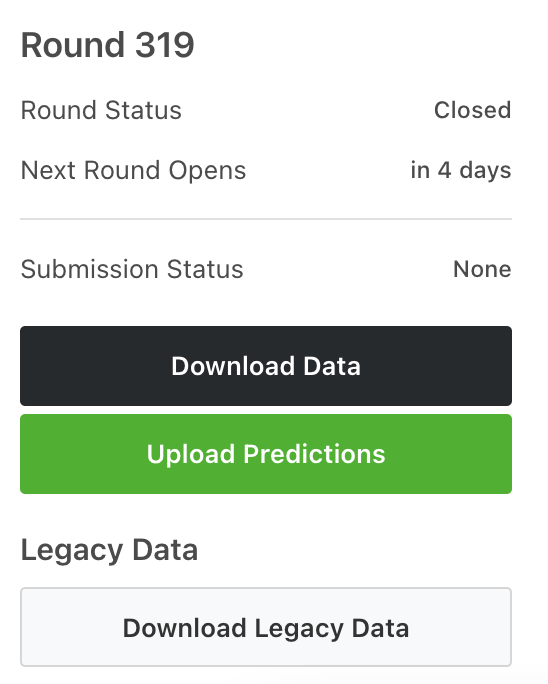 Round 319
Round Status Closed
Next Round Opens in 4 days
Submission Status None
Download Data
Upload Predictions
Legacy Data
Download Legacy Data